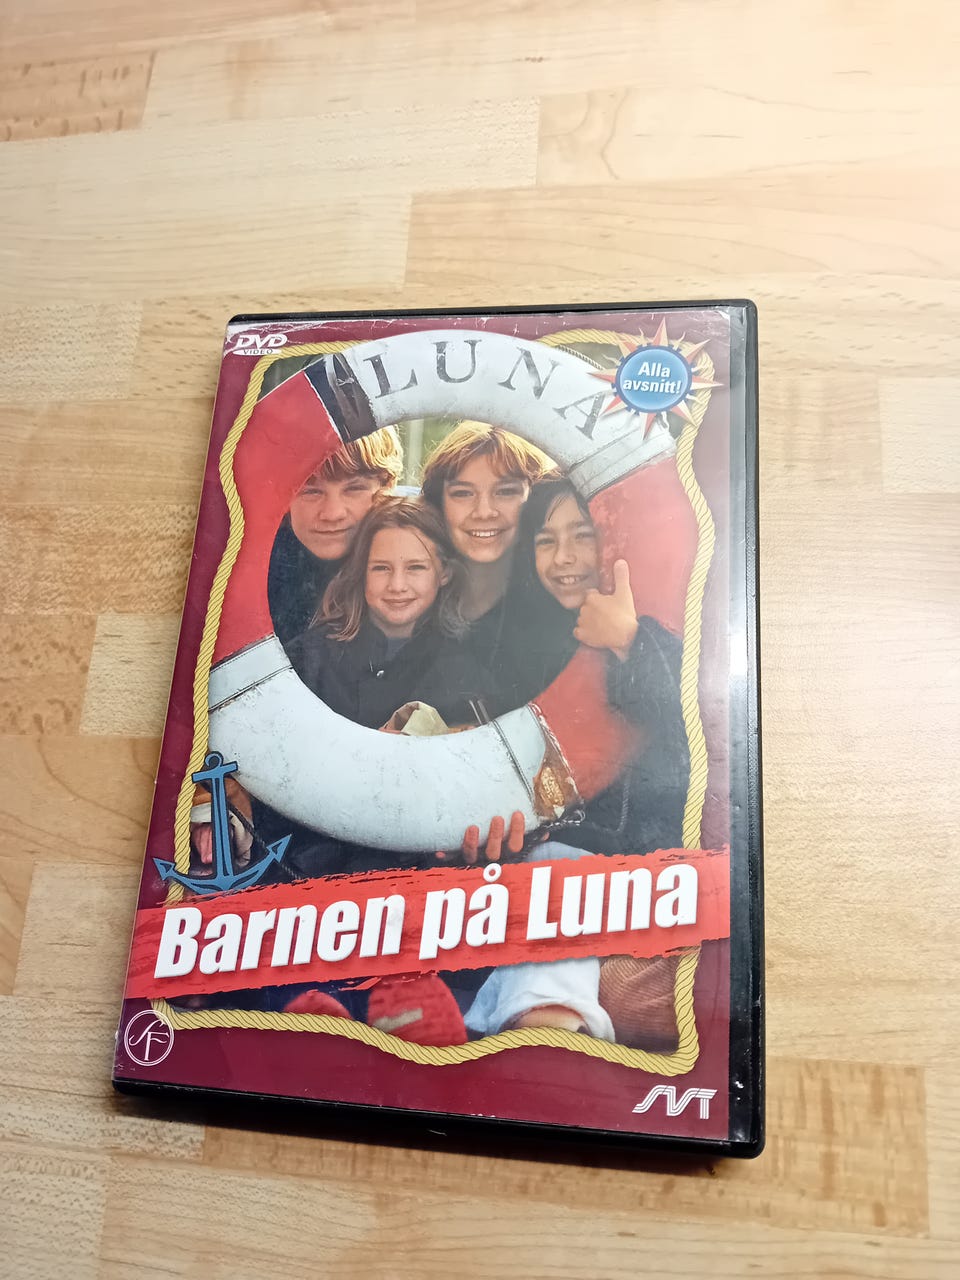 DVD
VIDEO
LUNA
Alla
avsnitt!
Barnen på Luna
SF
SVT